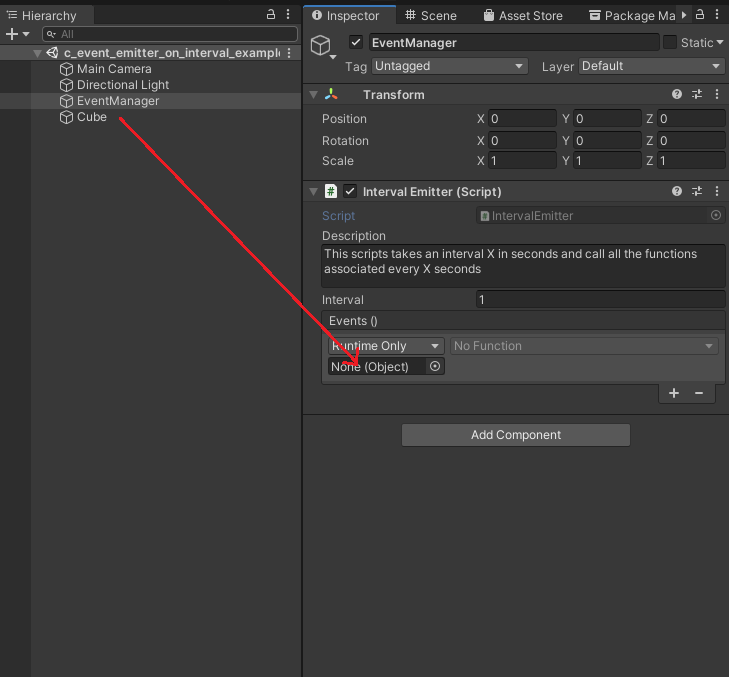 Hierarchy
All
c_event_emitter_on_interval_example
Main Camera
Directional Light
EventManager
Cube
Inspector
Scene
Asset Store
Package Ma
EventManager
Static
Tag
Untagged
Layer
Default
Transform
Position
X 0 Y 0 Z 0
Rotation
X 0 Y 0 Z 0
Scale
X 1 Y 1 Z 1
# Interval Emitter (Script)
Script
IntervalEmitter
Description
This scripts takes an interval X in seconds and call all the functions
associated every X seconds
Interval
1
Events ()
Runtime Only
No Function
None (Object)
+ −
Add Component